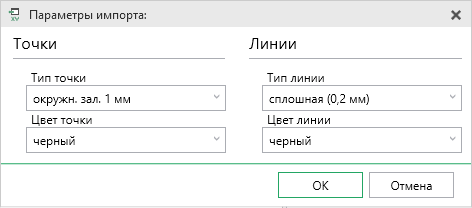 Параметры импорта:
Точки
Линии
Тип точки
Тип линии
окружн. зал. 1 мм
сплошная (0,2 мм)
Цвет точки
Цвет линии
черный
черный
ОК
Отмена